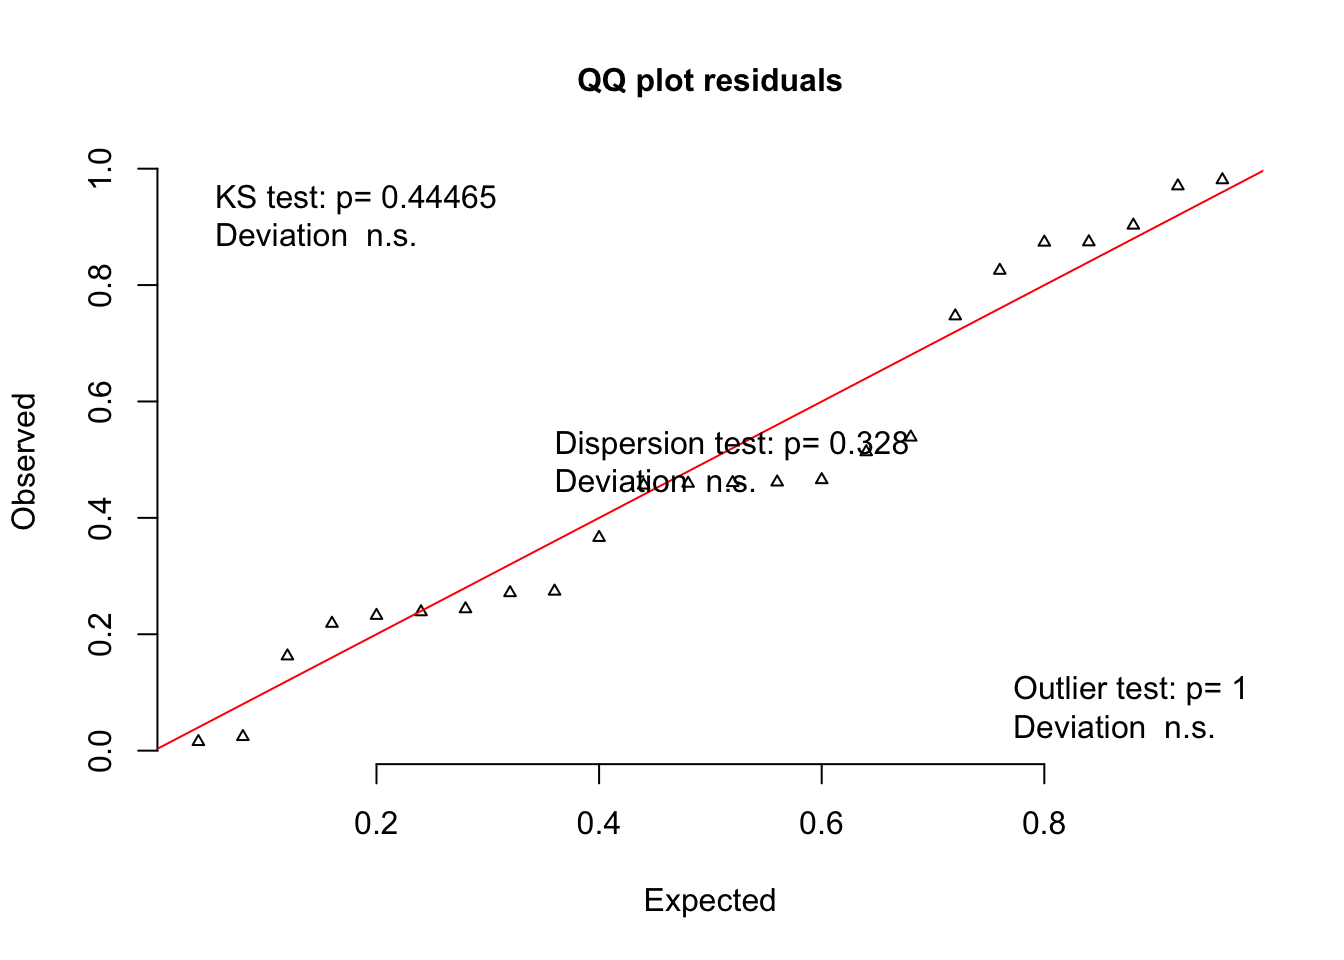 QQ plot residuals
KS test: p= 0.44465
Deviation  n.s.
Dispersion test: p= 0.328
Deviation  n.s.
Outlier test: p= 1
Deviation  n.s.
Observed
0.0
0.2
0.4
0.6
0.8
1.0
0.2
0.4
0.6
0.8
Expected